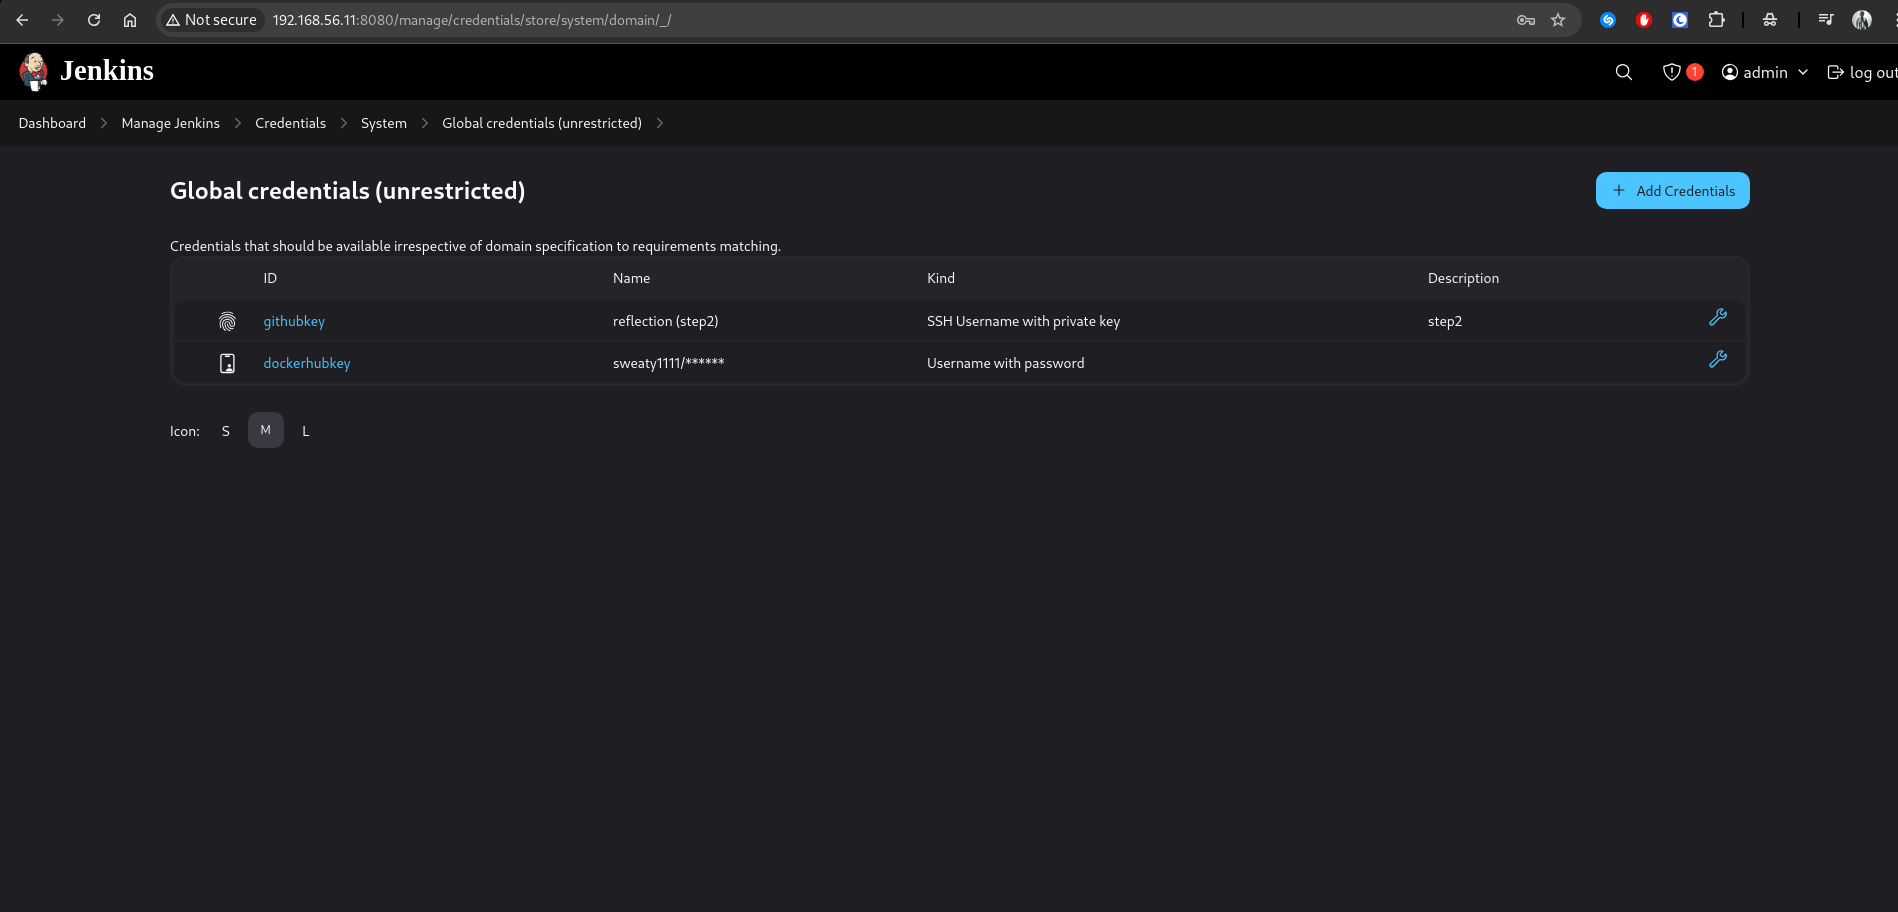 Not secure 192.168.56.11:8080/manage/credentials/store/system/domain/_/
Jenkins 1 admin log out
Dashboard Manage Jenkins Credentials System Global credentials (unrestricted)
Global credentials (unrestricted) + Add Credentials
Credentials that should be available irrespective of domain specification to requirements matching.
ID Name Kind Description
githubkey reflection (step2) SSH Username with private key step2
dockerhubkey sweaty1111/****** Username with password
Icon: S M L